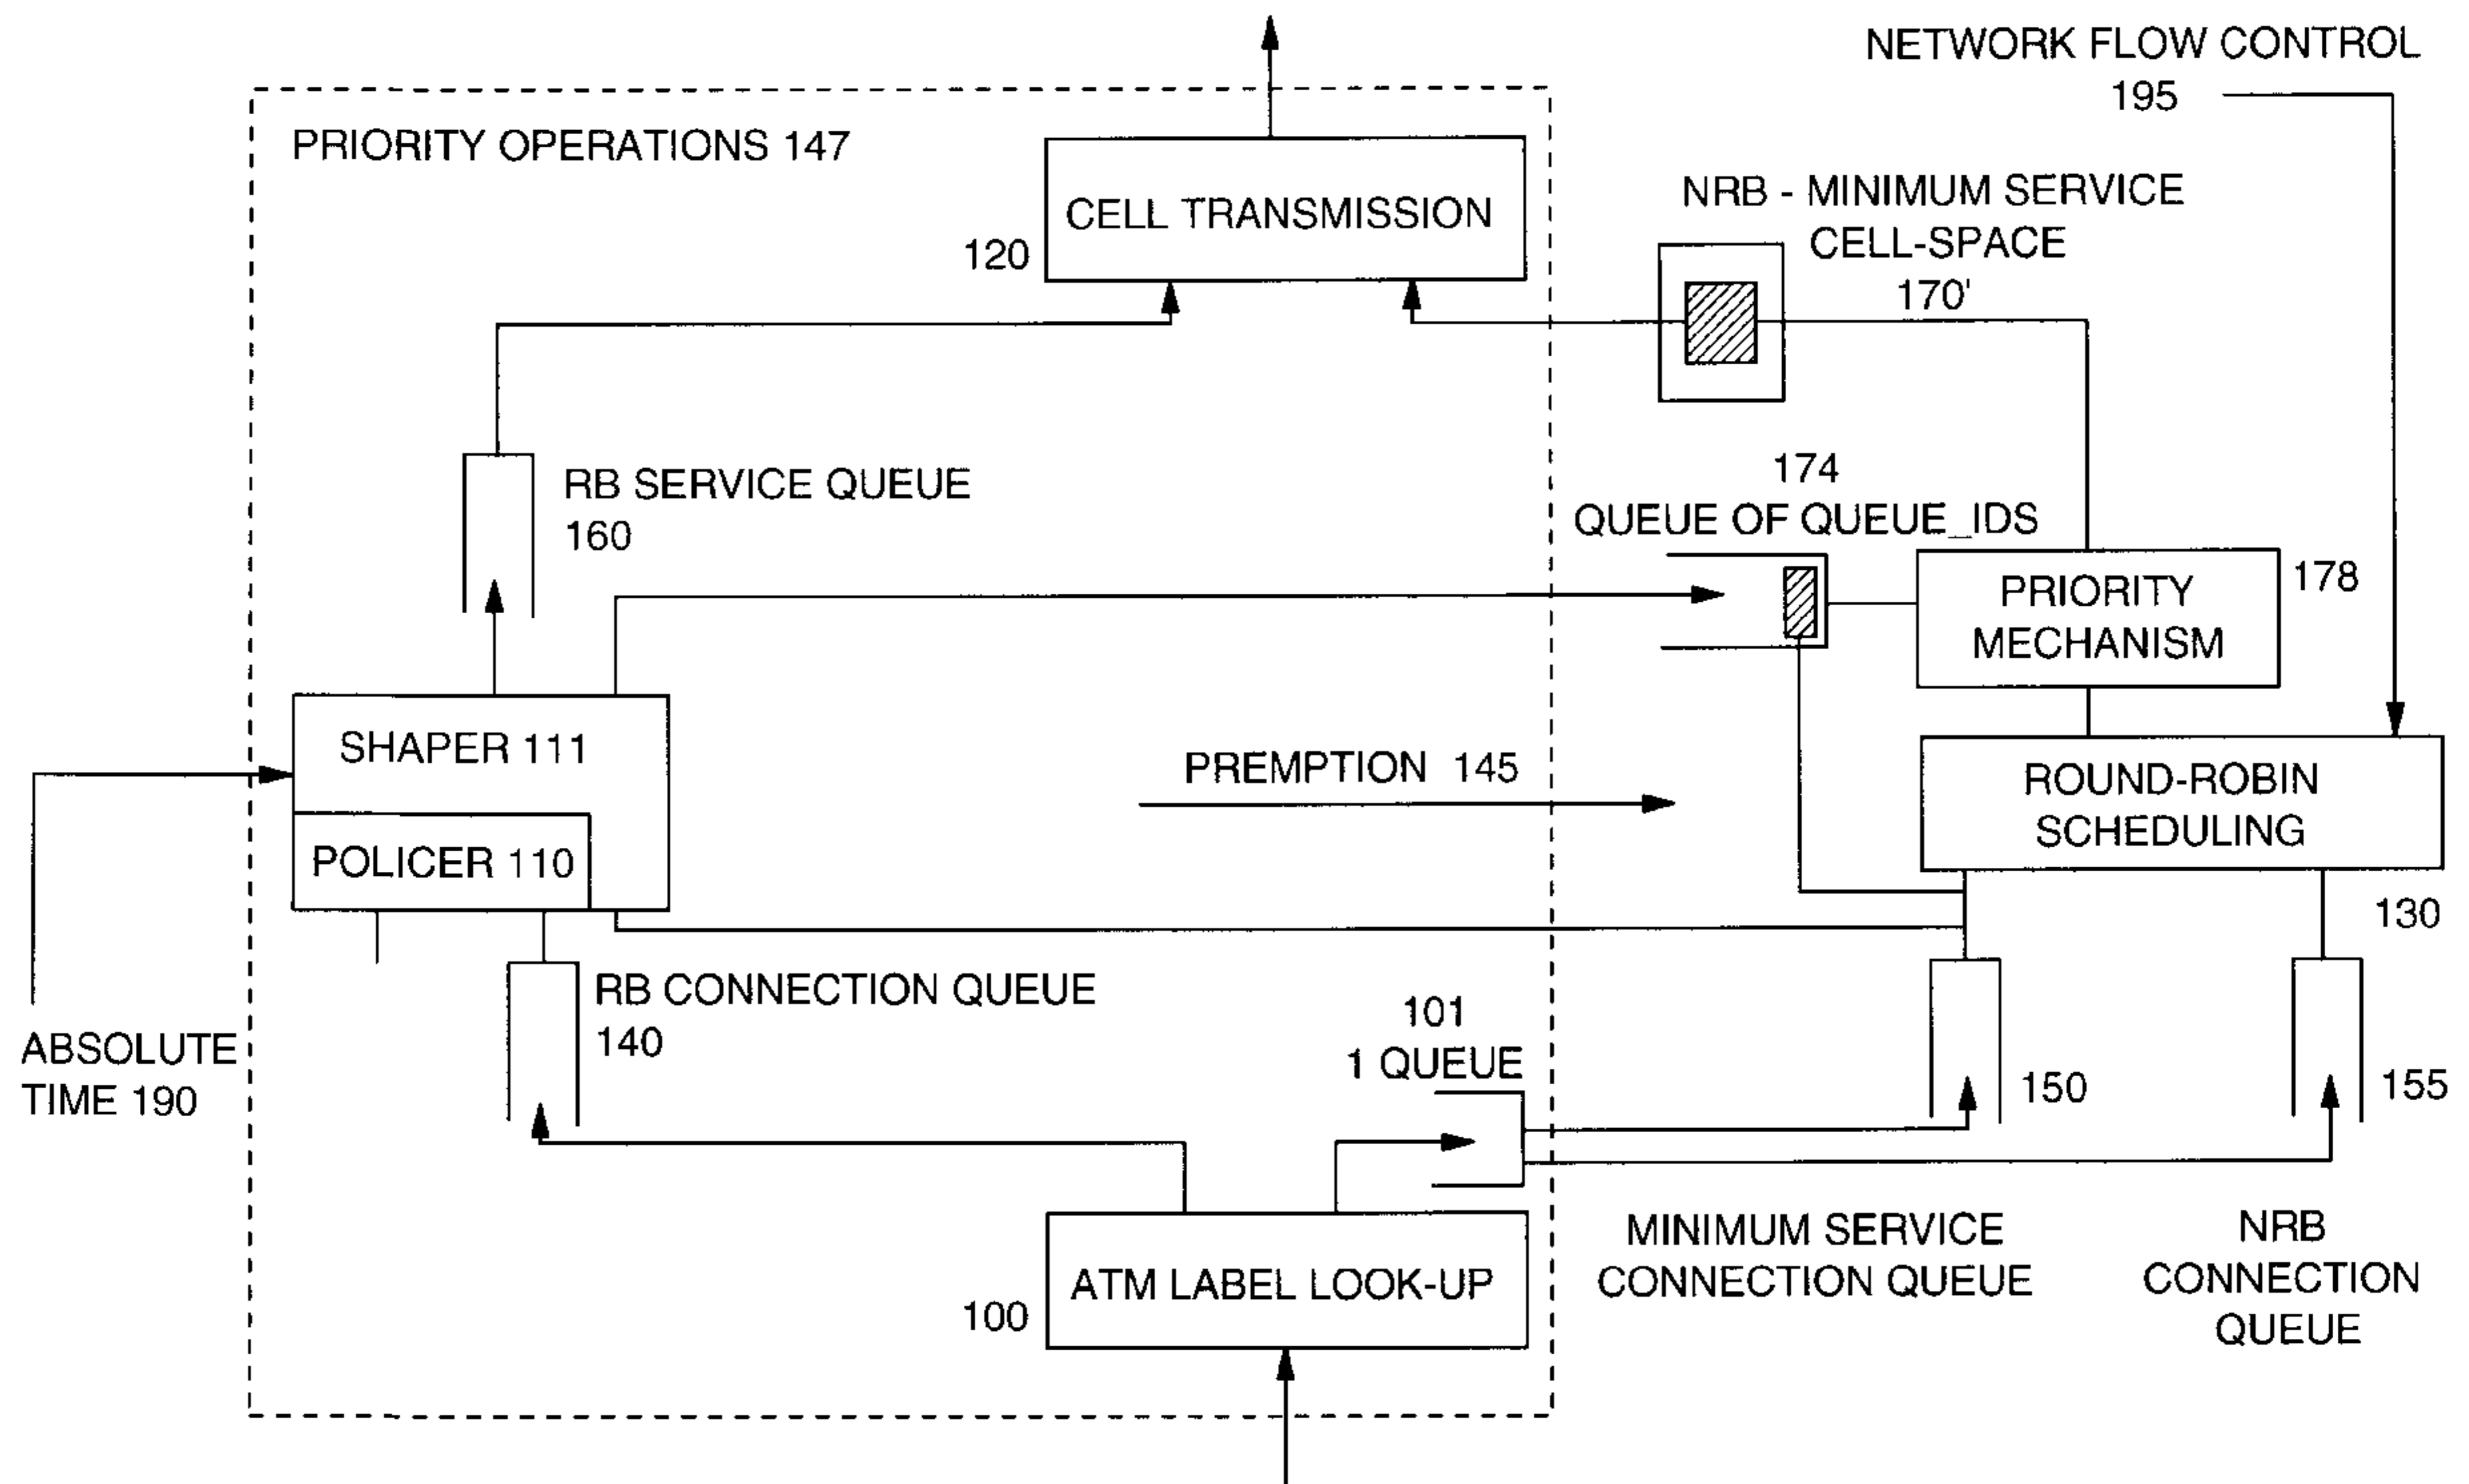 NETWORK FLOW CONTROL
195
PRIORITY OPERATIONS 147
CELL TRANSMISSION
120
NRB - MINIMUM SERVICE
CELL-SPACE
170'
RB SERVICE QUEUE
160
174
QUEUE OF QUEUE_IDS
PRIORITY
MECHANISM
178
SHAPER 111
POLICER 110
PREMPTION 145
ROUND-ROBIN
SCHEDULING
130
ABSOLUTE
TIME 190
RB CONNECTION QUEUE
140
101
1 QUEUE
150
155
ATM LABEL LOOK-UP
100
MINIMUM SERVICE
CONNECTION QUEUE
NRB
CONNECTION
QUEUE